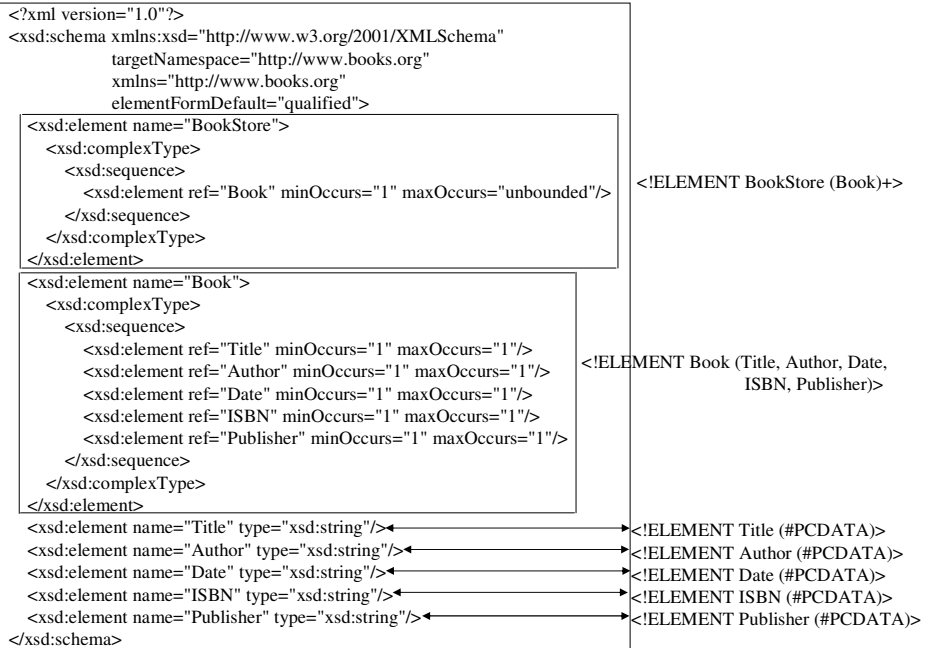 <?xml version="1.0"?>
<xsd:schema xmlns:xsd="http://www.w3.org/2001/XMLSchema"
targetNamespace="http://www.books.org"
xmlns="http://www.books.org"
elementFormDefault="qualified">
<xsd:element name="BookStore">
<xsd:complexType>
<xsd:sequence>
<xsd:element ref="Book" minOccurs="1" maxOccurs="unbounded"/>
</xsd:sequence>
</xsd:complexType>
</xsd:element>
<!ELEMENT BookStore (Book)+>
<xsd:element name="Book">
<xsd:complexType>
<xsd:sequence>
<xsd:element ref="Title" minOccurs="1" maxOccurs="1"/>
<xsd:element ref="Author" minOccurs="1" maxOccurs="1"/>
<xsd:element ref="Date" minOccurs="1" maxOccurs="1"/>
<xsd:element ref="ISBN" minOccurs="1" maxOccurs="1"/>
<xsd:element ref="Publisher" minOccurs="1" maxOccurs="1"/>
</xsd:sequence>
</xsd:complexType>
</xsd:element>
<!ELEMENT Book (Title, Author, Date,
ISBN, Publisher)>
<xsd:element name="Title" type="xsd:string"/>
<!ELEMENT Title (#PCDATA)>
<xsd:element name="Author" type="xsd:string"/>
<!ELEMENT Author (#PCDATA)>
<xsd:element name="Date" type="xsd:string"/>
<!ELEMENT Date (#PCDATA)>
<xsd:element name="ISBN" type="xsd:string"/>
<!ELEMENT ISBN (#PCDATA)>
<xsd:element name="Publisher" type="xsd:string"/>
<!ELEMENT Publisher (#PCDATA)>
</xsd:schema>